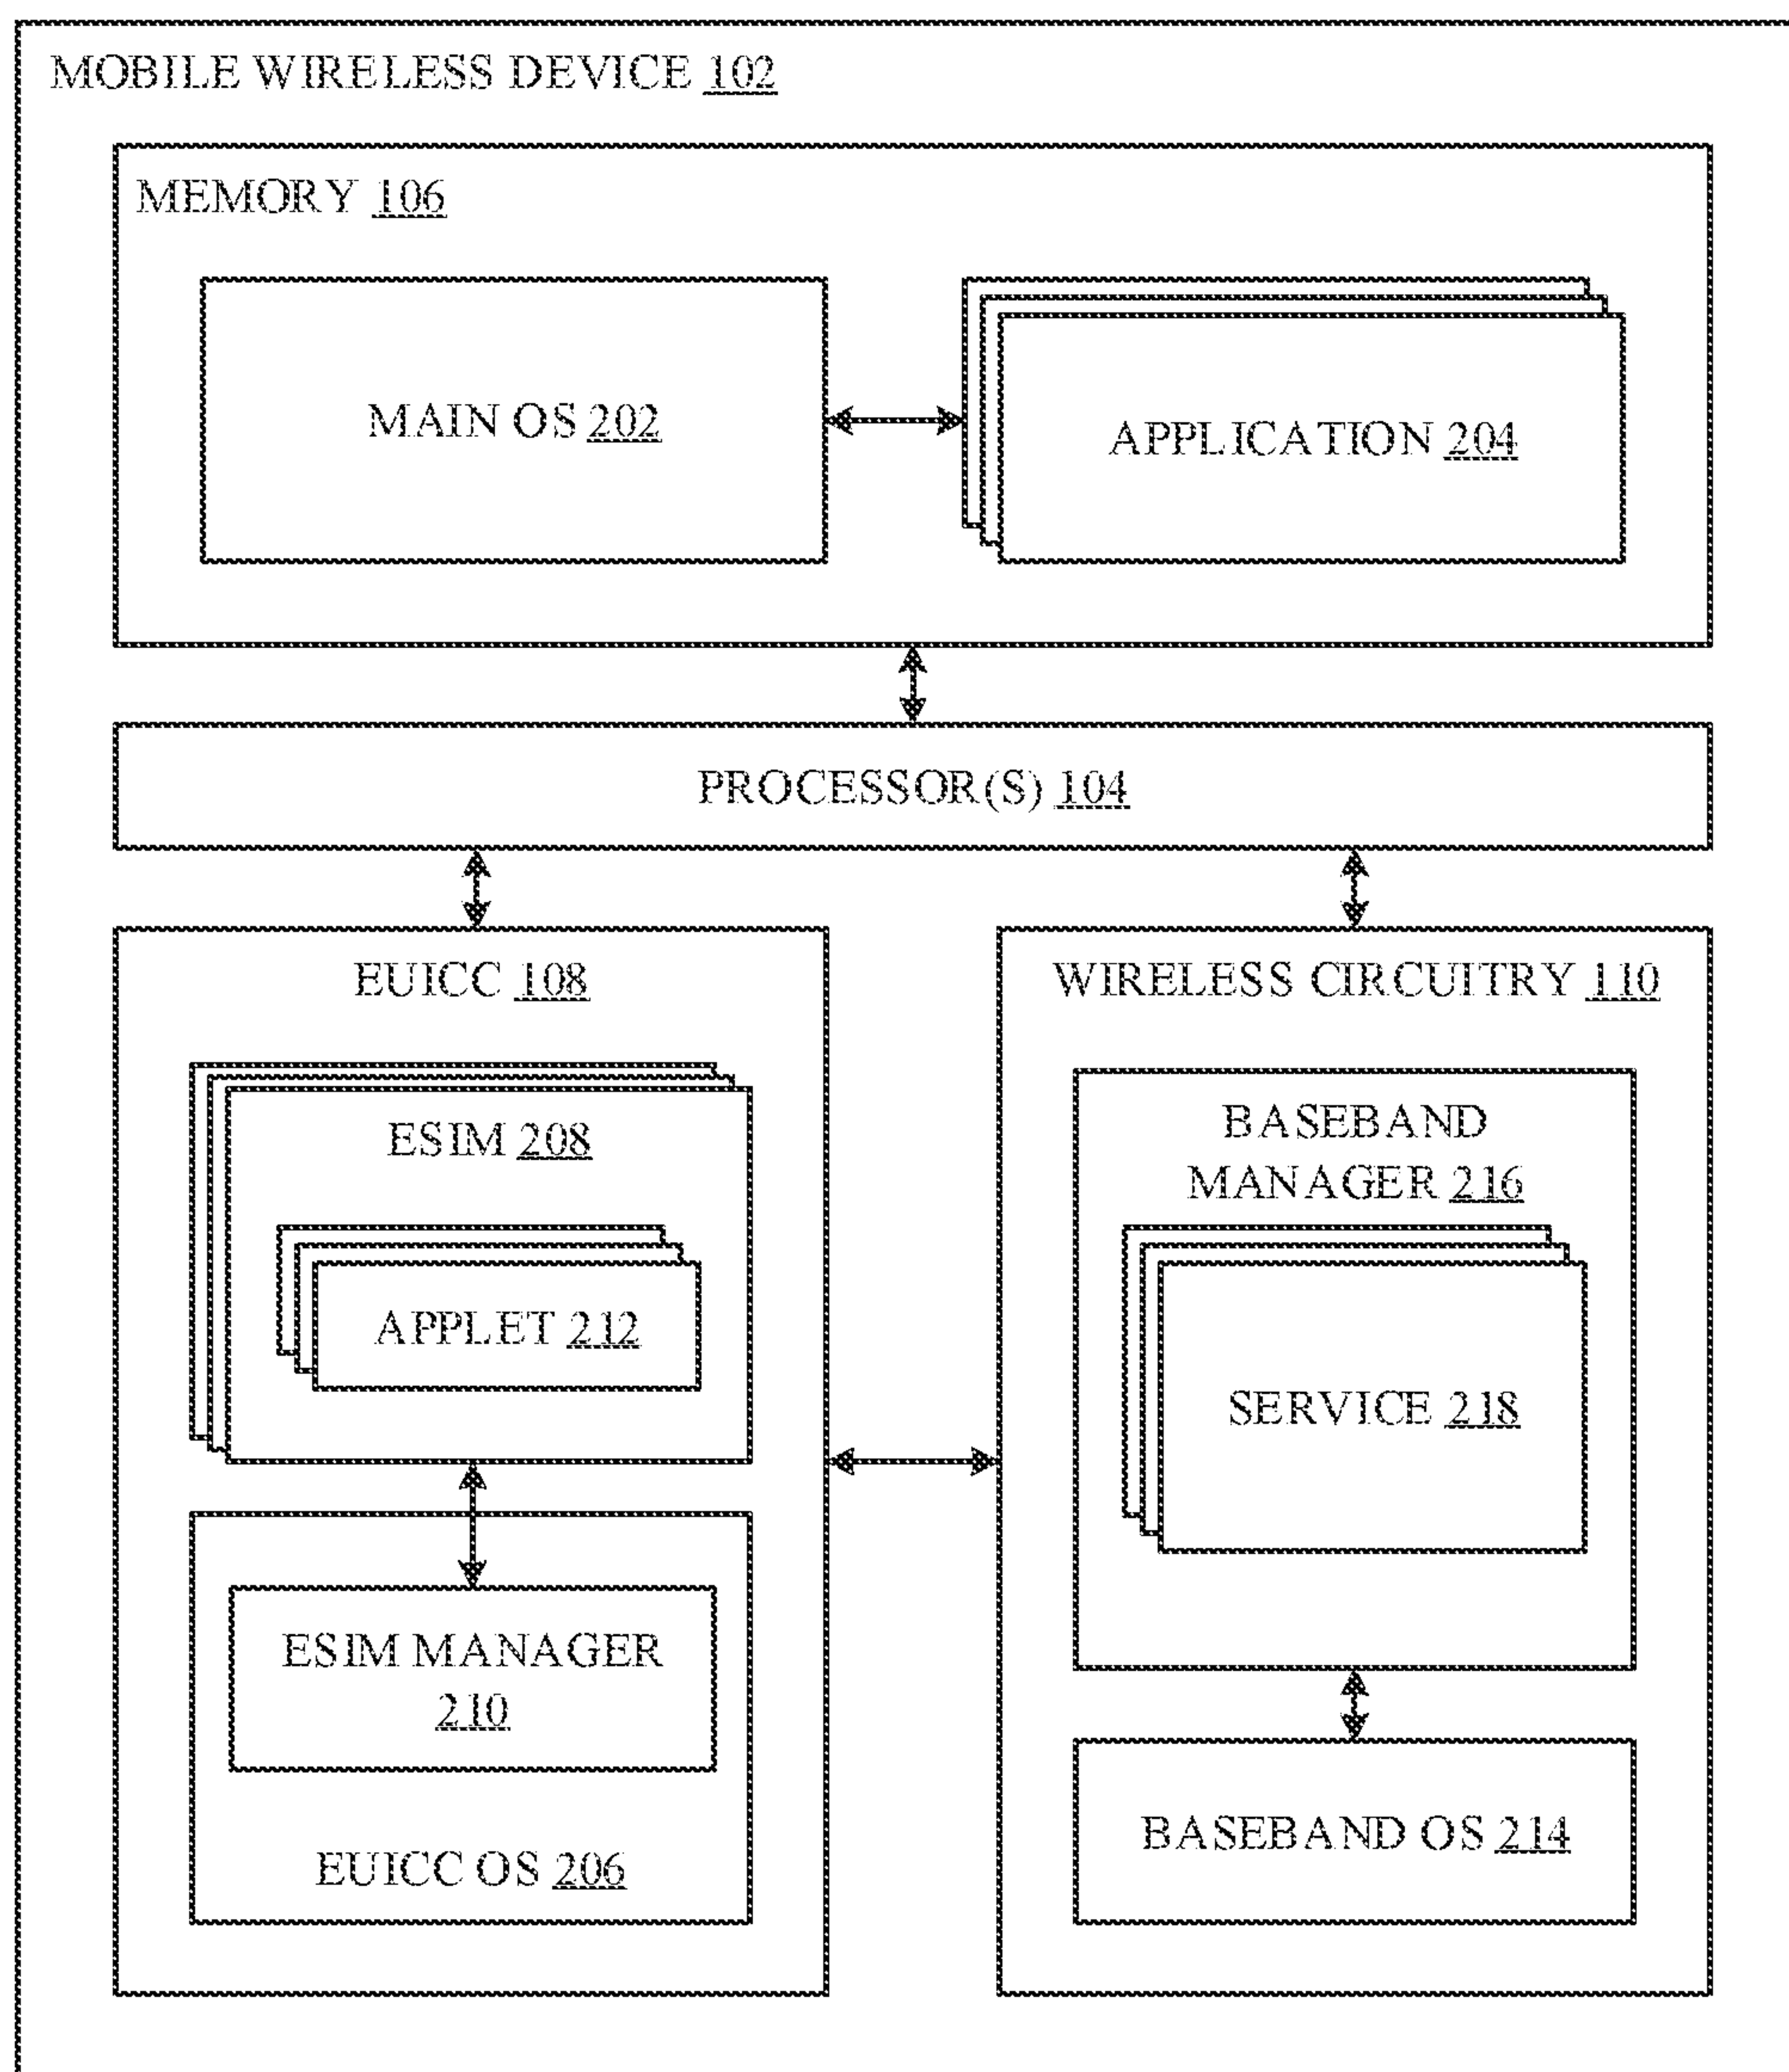 MOBILE WIRELESS DEVICE 102
MEMORY 106
MAIN OS 202
APPLICATION 204
PROCESSOR(S) 104
EUICC 108
ESIM 208
APPLET 212
ESIM MANAGER
210
EUICC OS 206
WIRELESS CIRCUITRY 110
BASEBAND
MANAGER 216
SERVICE 218
BASEBAND OS 214